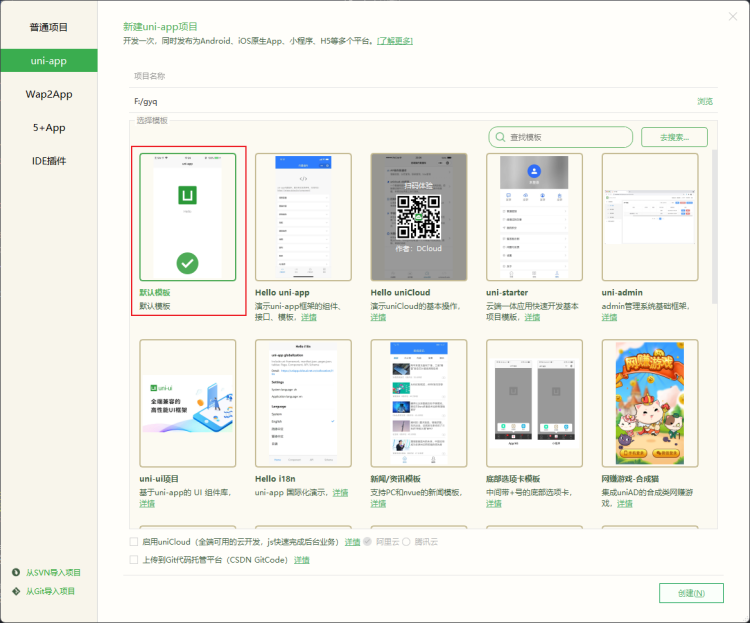 普通项目
uni-app
Wap2App
5+App
IDE插件
从SVN导入项目
从Git导入项目
新建uni-app项目
开发一次，同时发布为Android、iOS原生App、小程序、H5等多个平台。[了解更多]
项目名称
F:/gyq
浏览
选择模板
查找模板
去搜索...
扫码体验
作者：DCloud
默认模板
默认模板
Hello uni-app
演示uni-app框架的组件、
接口、模板，详情
Hello uniCloud
演示uniCloud的基本操作，
详情
uni-starter
云端一体应用快速开发基本
项目模版，详情
uni-admin
admin管理系统基础框架，
详情
uni-ui
全端兼容的
高性能UI框架
Hello i18n
uni-app globalization
Settings
Language
English
网赚游戏
uni-ui项目
基于uni-app的 UI 组件库，
详情
Hello i18n
uni-app 国际化演示，详情
新闻/资讯模板
支持PC和nvue的新闻模板，
详情
底部选项卡模板
中间带+号的底部选项卡，
详情
网赚游戏-合成猫
集成uniAD的合成类网赚游
戏，详情
启用uniCloud（全端可用的云开发，js快速完成后台业务） 详情 阿里云 腾讯云
上传到Git代码托管平台（CSDN GitCode） 详情
创建(N)